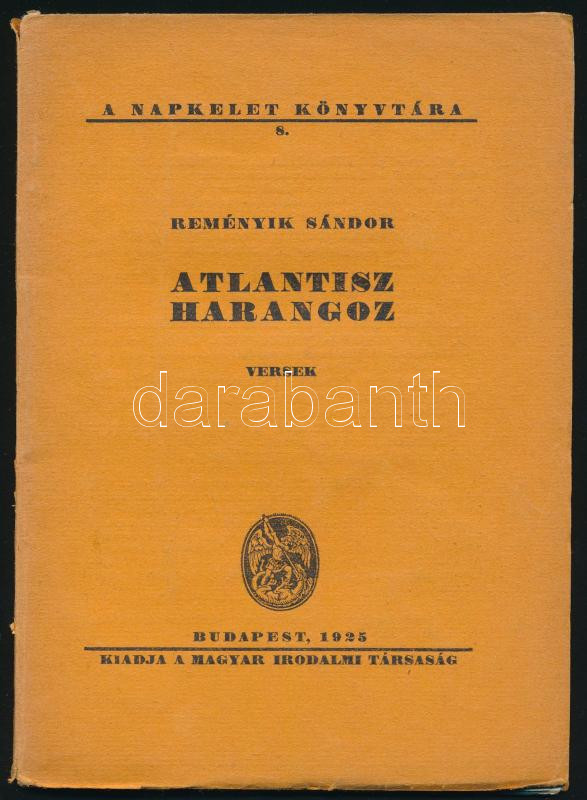 A NAPKELET KÖNYVTÁRA
8.
REMÉNYIK SÁNDOR
ATLANTISZ
HARANGOZ
VERSEK
darabanth
BUDAPEST, 1925
KIADJA A MAGYAR IRODALMI TÁRSASÁG